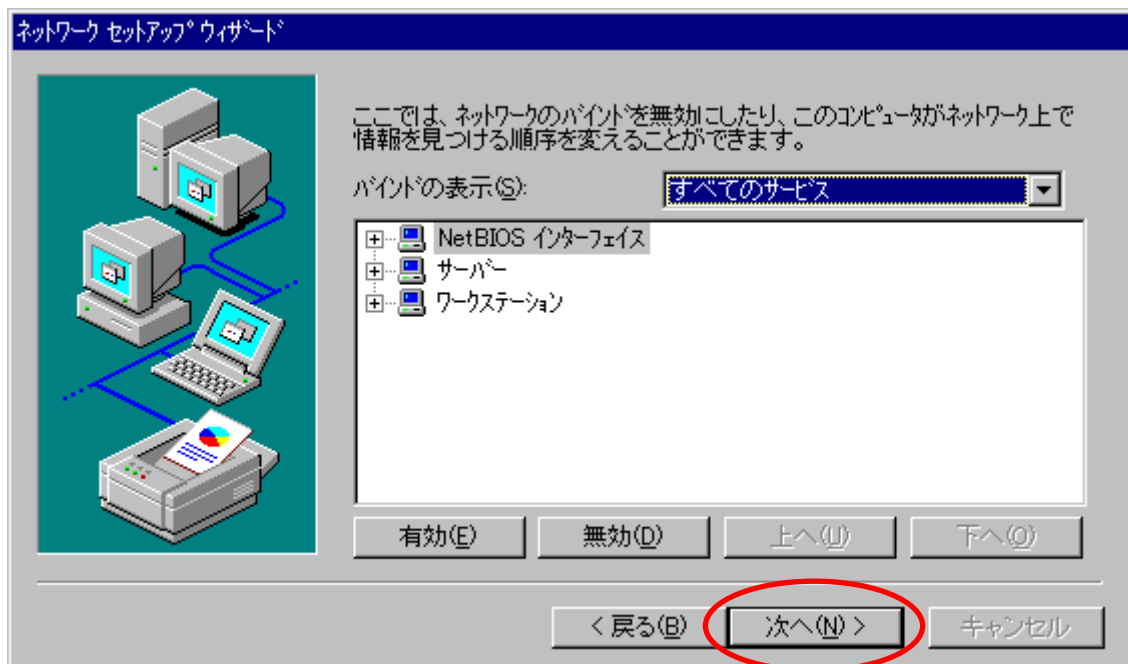 ネットワーク セットアップ ウィザード
ここでは、ネットワークのバインドを無効にしたり、このコンピュータがネットワーク上で
情報を見つける順序を変えることができます。
バインドの表示(S):
すべてのサービス
NetBIOS インターフェイス
サーバー
ワークステーション
有効(E)
無効(D)
上へ(U)
下へ(O)
< 戻る(B)
次へ(N) >
キャンセル